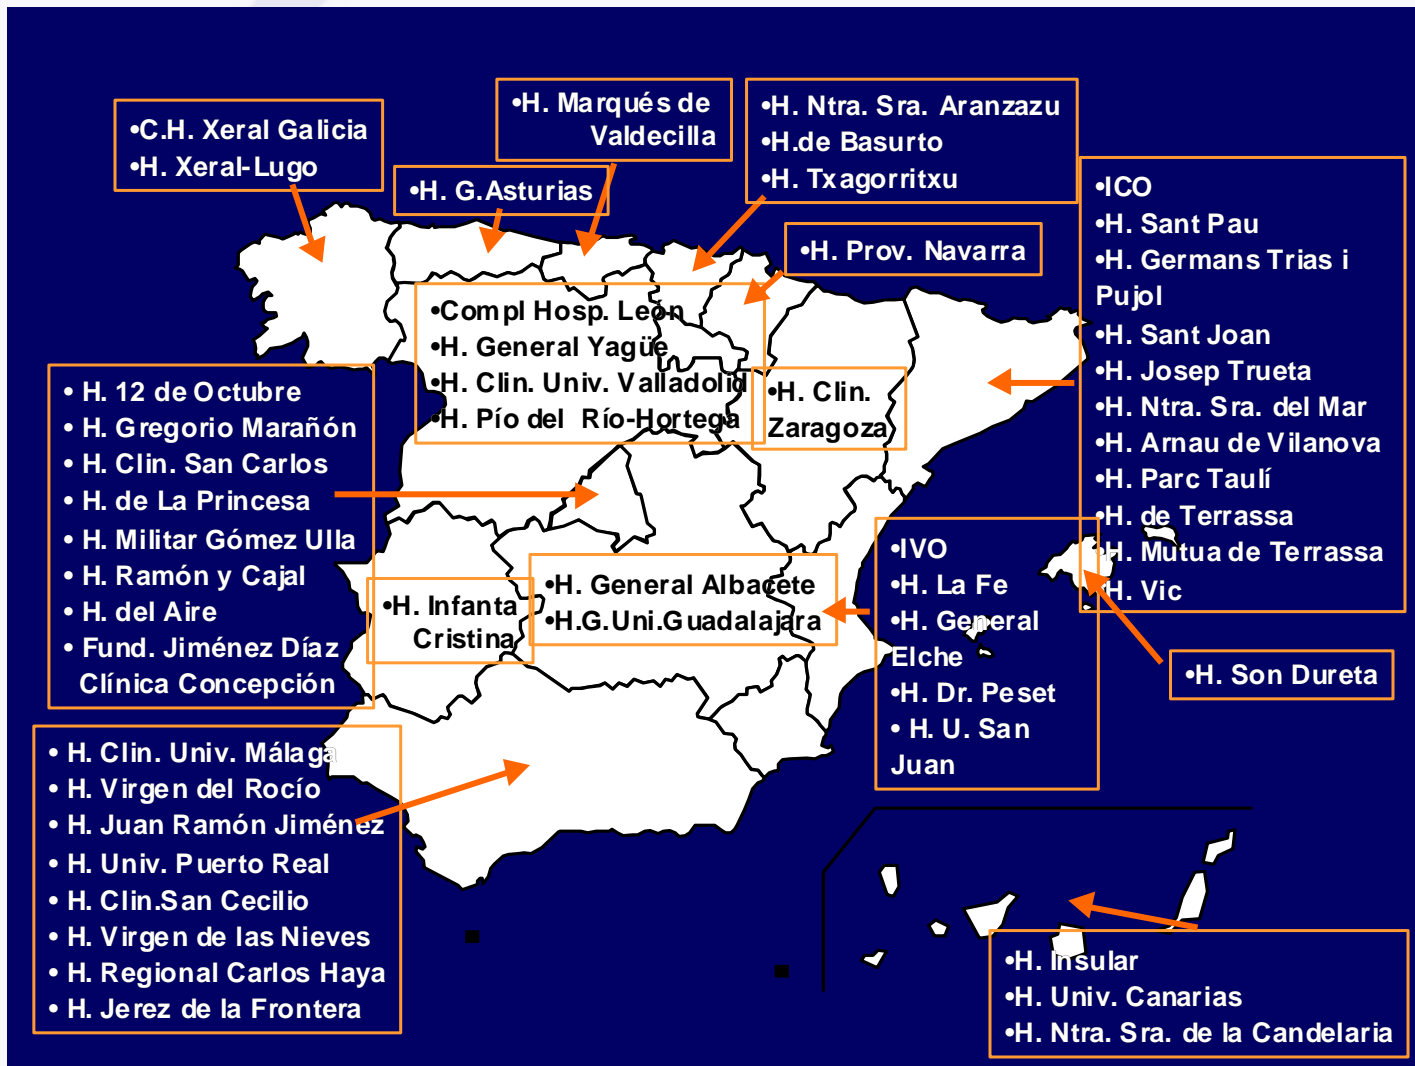 •C.H. Xeral Galicia
•H. Xeral-Lugo
•H. Marqués de
Valdecilla
•H. G.Asturias
•H. Ntra. Sra. Aranzazu
•H.de Basurto
•H. Txagorritxu
•H. Prov. Navarra
•ICO
•H. Sant Pau
•H. Germans Trias i
Pujol
•H. Sant Joan
•H. Josep Trueta
•H. Ntra. Sra. del Mar
•H. Arnau de Vilanova
•H. Parc Taulí
•H. de Terrassa
•H. Mutua de Terrassa
•H. Vic
•Compl Hosp. León
•H. General Yagüe
•H. Clin. Univ. Valladolid
•H. Pío del Río-Hortega
•H. Clin.
Zaragoza
• H. 12 de Octubre
• H. Gregorio Marañón
• H. Clin. San Carlos
• H. de La Princesa
• H. Militar Gómez Ulla
• H. Ramón y Cajal
• H. del Aire
• Fund. Jiménez Díaz
Clínica Concepción
•H. Infanta
Cristina
•H. General Albacete
•H.G.Uni.Guadalajara
•IVO
•H. La Fe
•H. General
Elche
•H. Dr. Peset
• H. U. San
Juan
•H. Son Dureta
• H. Clin. Univ. Málaga
• H. Virgen del Rocío
• H. Juan Ramón Jiménez
• H. Univ. Puerto Real
• H. Clin.San Cecilio
• H. Virgen de las Nieves
• H. Regional Carlos Haya
• H. Jerez de la Frontera
•H. Insular
•H. Univ. Canarias
•H. Ntra. Sra. de la Candelaria